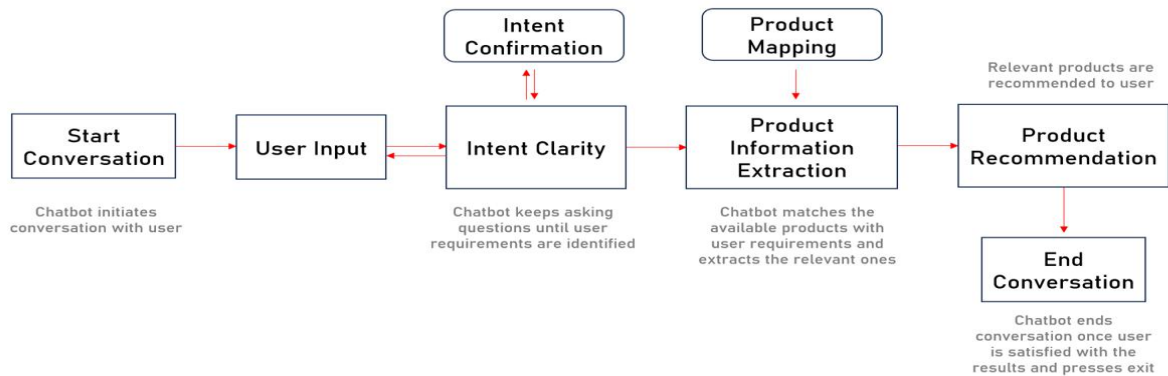 Intent
Confirmation
Product
Mapping
Relevant products are
recommended to user
Start
Conversation
User Input
Intent Clarity
Product
Information
Extraction
Product
Recommendation
Chatbot initiates
conversation with user
Chatbot keeps asking
questions until user
requirements are identified
Chatbot matches the
available products with
user requirements and
extracts the relevant ones
End
Conversation
Chatbot ends
conversation once user
is satisfied with the
results and presses exit